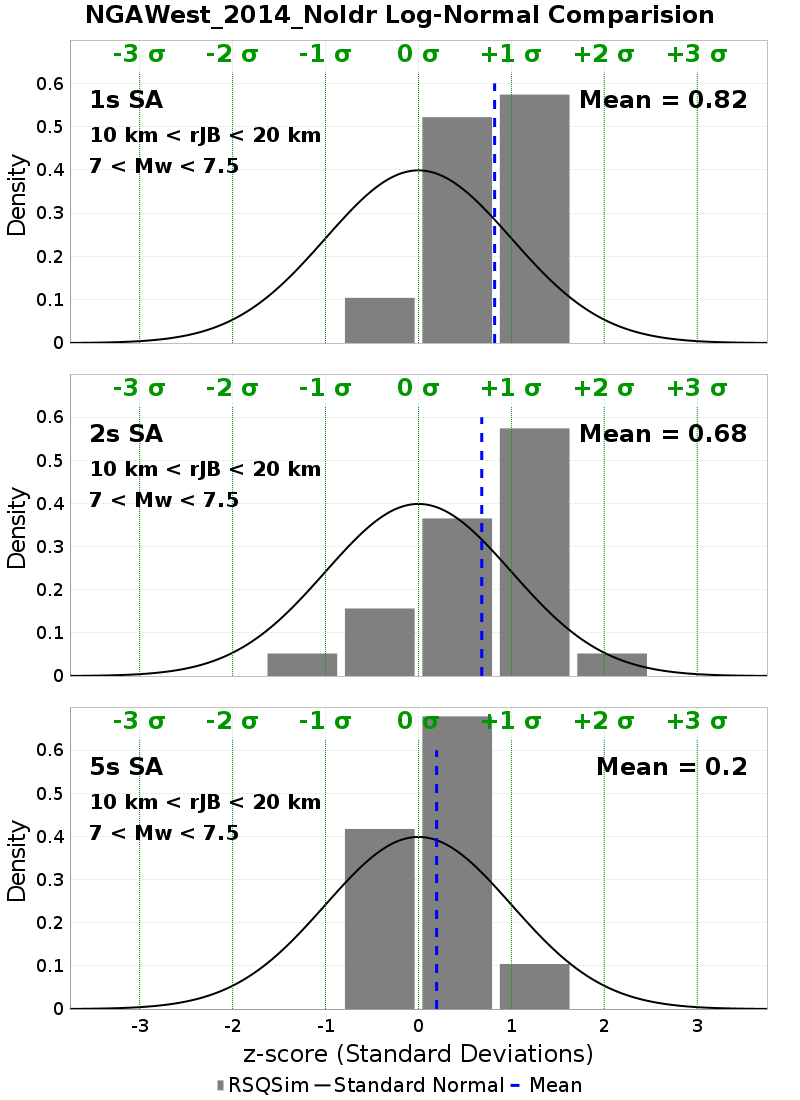 NGAWest_2014_NoIdr Log-Normal Comparision
-3 σ -2 σ -1 σ 0 σ +1 σ +2 σ +3 σ
0.6
1s SA Mean = 0.82
0.5
10 km < rJB < 20 km
7 < Mw < 7.5
0.4
0.3
0.2
0.1
0
Density
-3 σ -2 σ -1 σ 0 σ +1 σ +2 σ +3 σ
0.6
2s SA Mean = 0.68
0.5
10 km < rJB < 20 km
7 < Mw < 7.5
0.4
0.3
0.2
0.1
0
Density
-3 σ -2 σ -1 σ 0 σ +1 σ +2 σ +3 σ
0.6
5s SA Mean = 0.2
0.5
10 km < rJB < 20 km
7 < Mw < 7.5
0.4
0.3
0.2
0.1
0
Density
-3 -2 -1 0 1 2 3
z-score (Standard Deviations)
RSQSim Standard Normal Mean